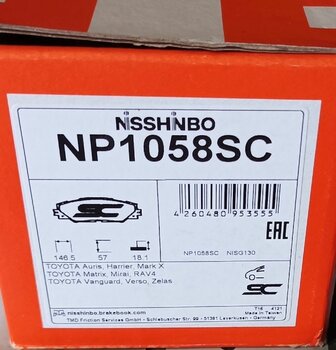 NiSSHiNBO
NP1058SC
SC
4 260480 953555
EAC
146.5 57 18.1
NP1058SC NISG130
TOYOTA Auris, Harrier, Mark X
TOYOTA Matrix, Mirai, RAV4
TOYOTA Vanguard, Verso, Zelas
nisshinbo.brakebook.com
T16 4121
Made in Taiwan
TMD Friction Services GmbH - Schlebuscher Str. 99 - 51381 Leverkusen - Germany